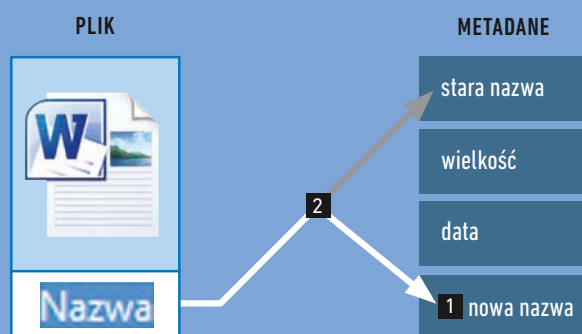 PLIK
METADANE
W
stara nazwa
wielkość
2
data
Nazwa
1 nowa nazwa